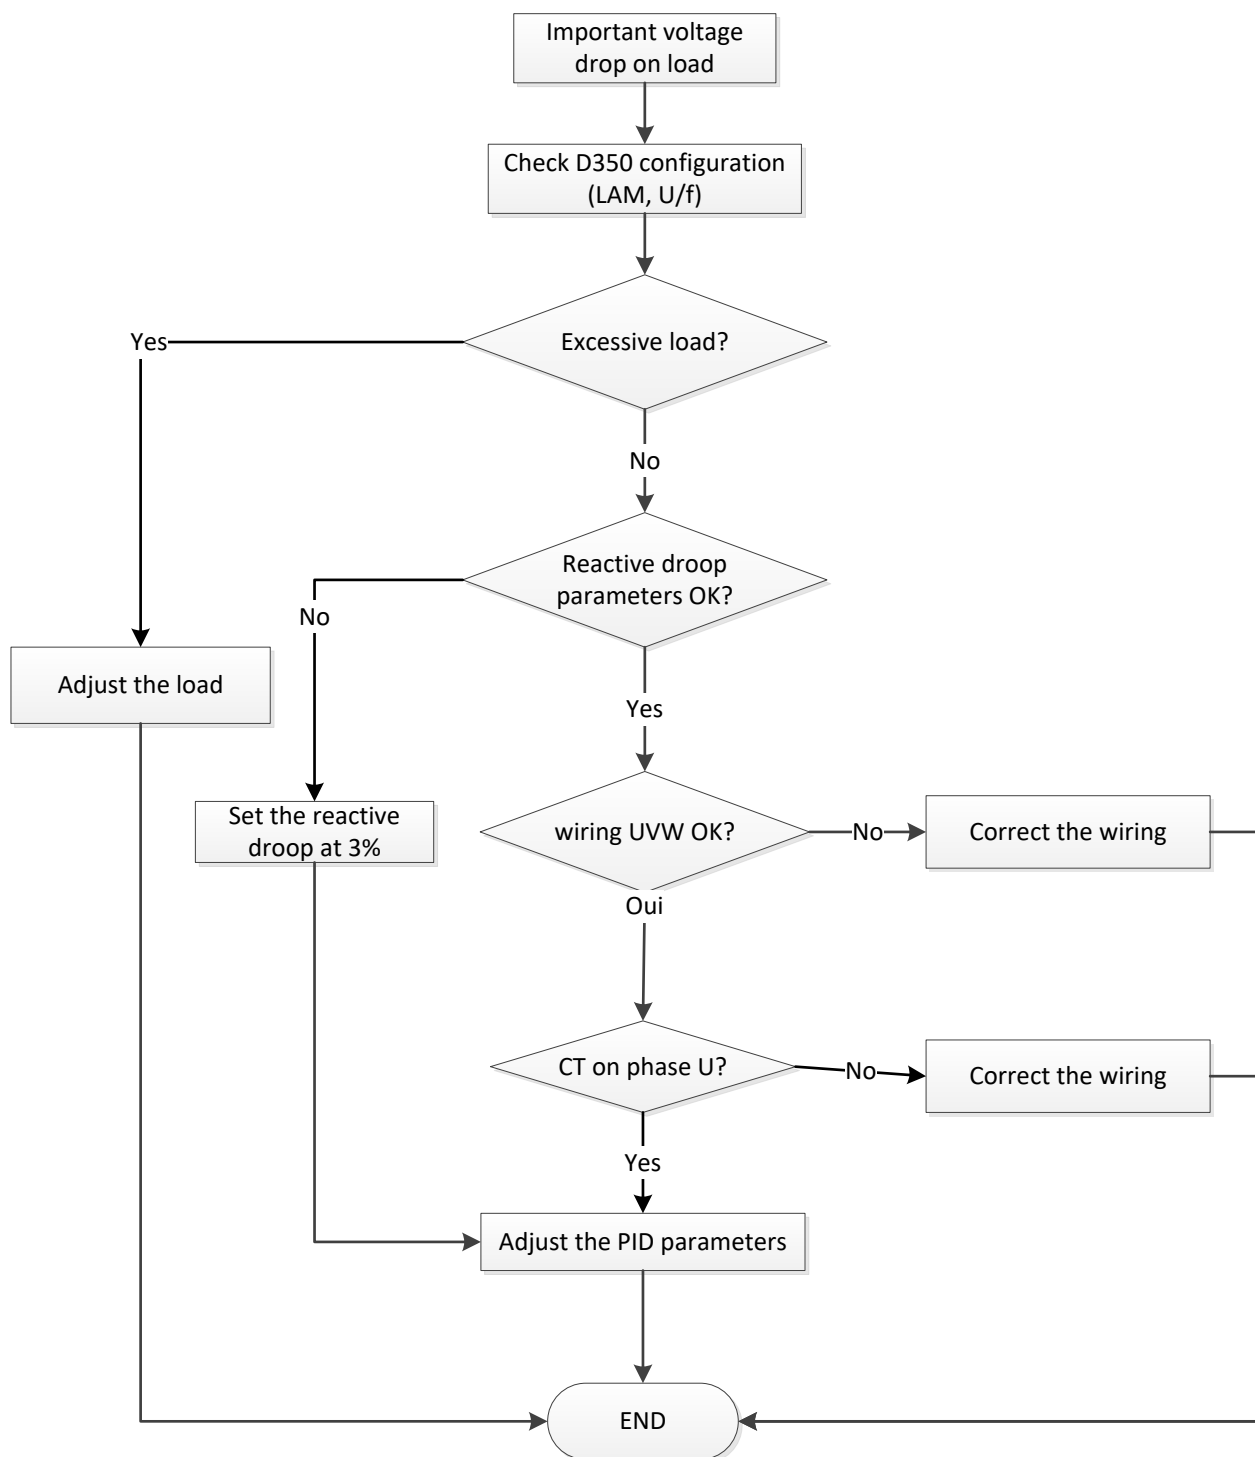 Important voltage
drop on load
Check D350 configuration
(LAM, U/f)
Excessive load?
Yes
No
Reactive droop
parameters OK?
No
Adjust the load
Yes
Set the reactive
droop at 3%
wiring UVW OK?
No
Correct the wiring
Oui
CT on phase U?
No
Correct the wiring
Yes
Adjust the PID parameters
END